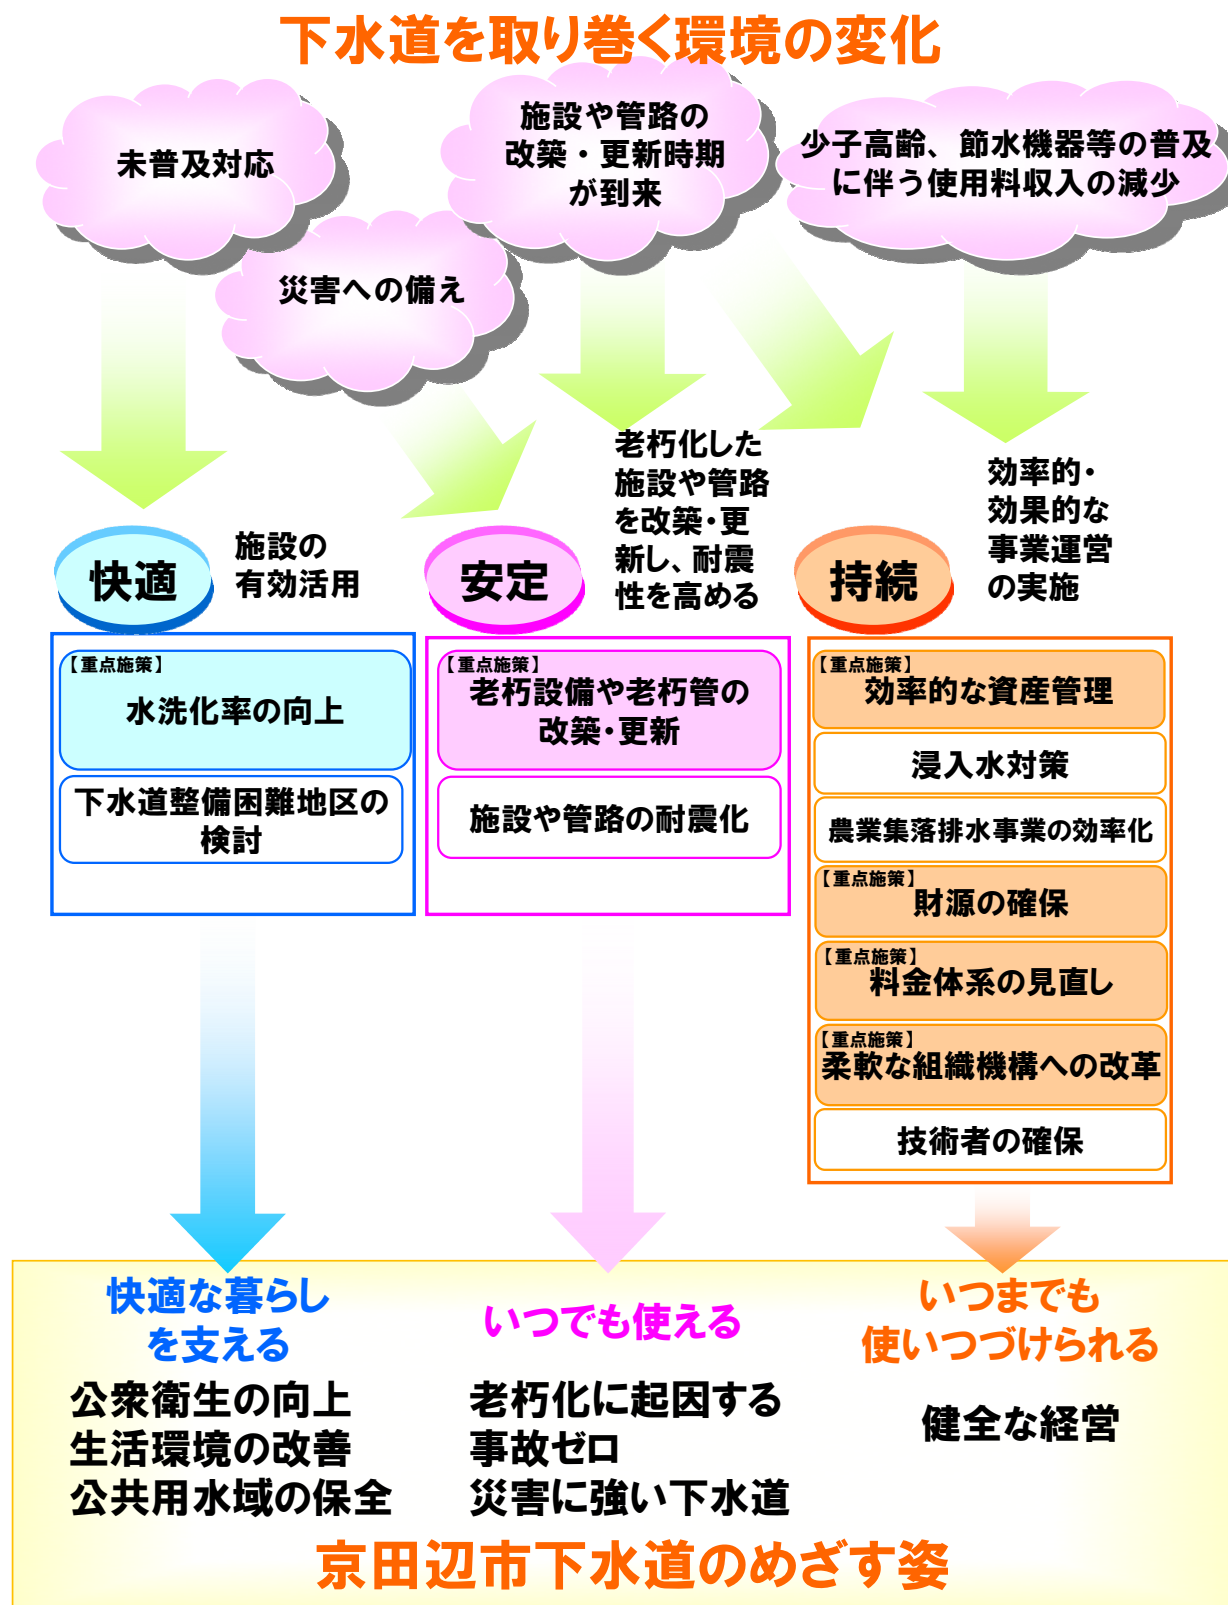 下水道を取り巻く環境の変化
未普及対応
施設や管路の
改築・更新時期
が到来
少子高齢、節水機器等の普及
に伴う使用料収入の減少
災害への備え
快適
施設の
有効活用
安定
老朽化した
施設や管路
を改築・更
新し、耐震
性を高める
持続
効率的・
効果的な
事業運営
の実施
【重点施策】
水洗化率の向上
下水道整備困難地区の
検討
【重点施策】
老朽設備や老朽管の
改築・更新
施設や管路の耐震化
【重点施策】
効率的な資産管理
浸入水対策
農業集落排水事業の効率化
【重点施策】
財源の確保
【重点施策】
料金体系の見直し
【重点施策】
柔軟な組織機構への改革
技術者の確保
快適な暮らし
を支える
公衆衛生の向上
生活環境の改善
公共用水域の保全
いつでも使える
老朽化に起因する
事故ゼロ
災害に強い下水道
いつまでも
使いつづけられる
健全な経営
京田辺市下水道のめざす姿